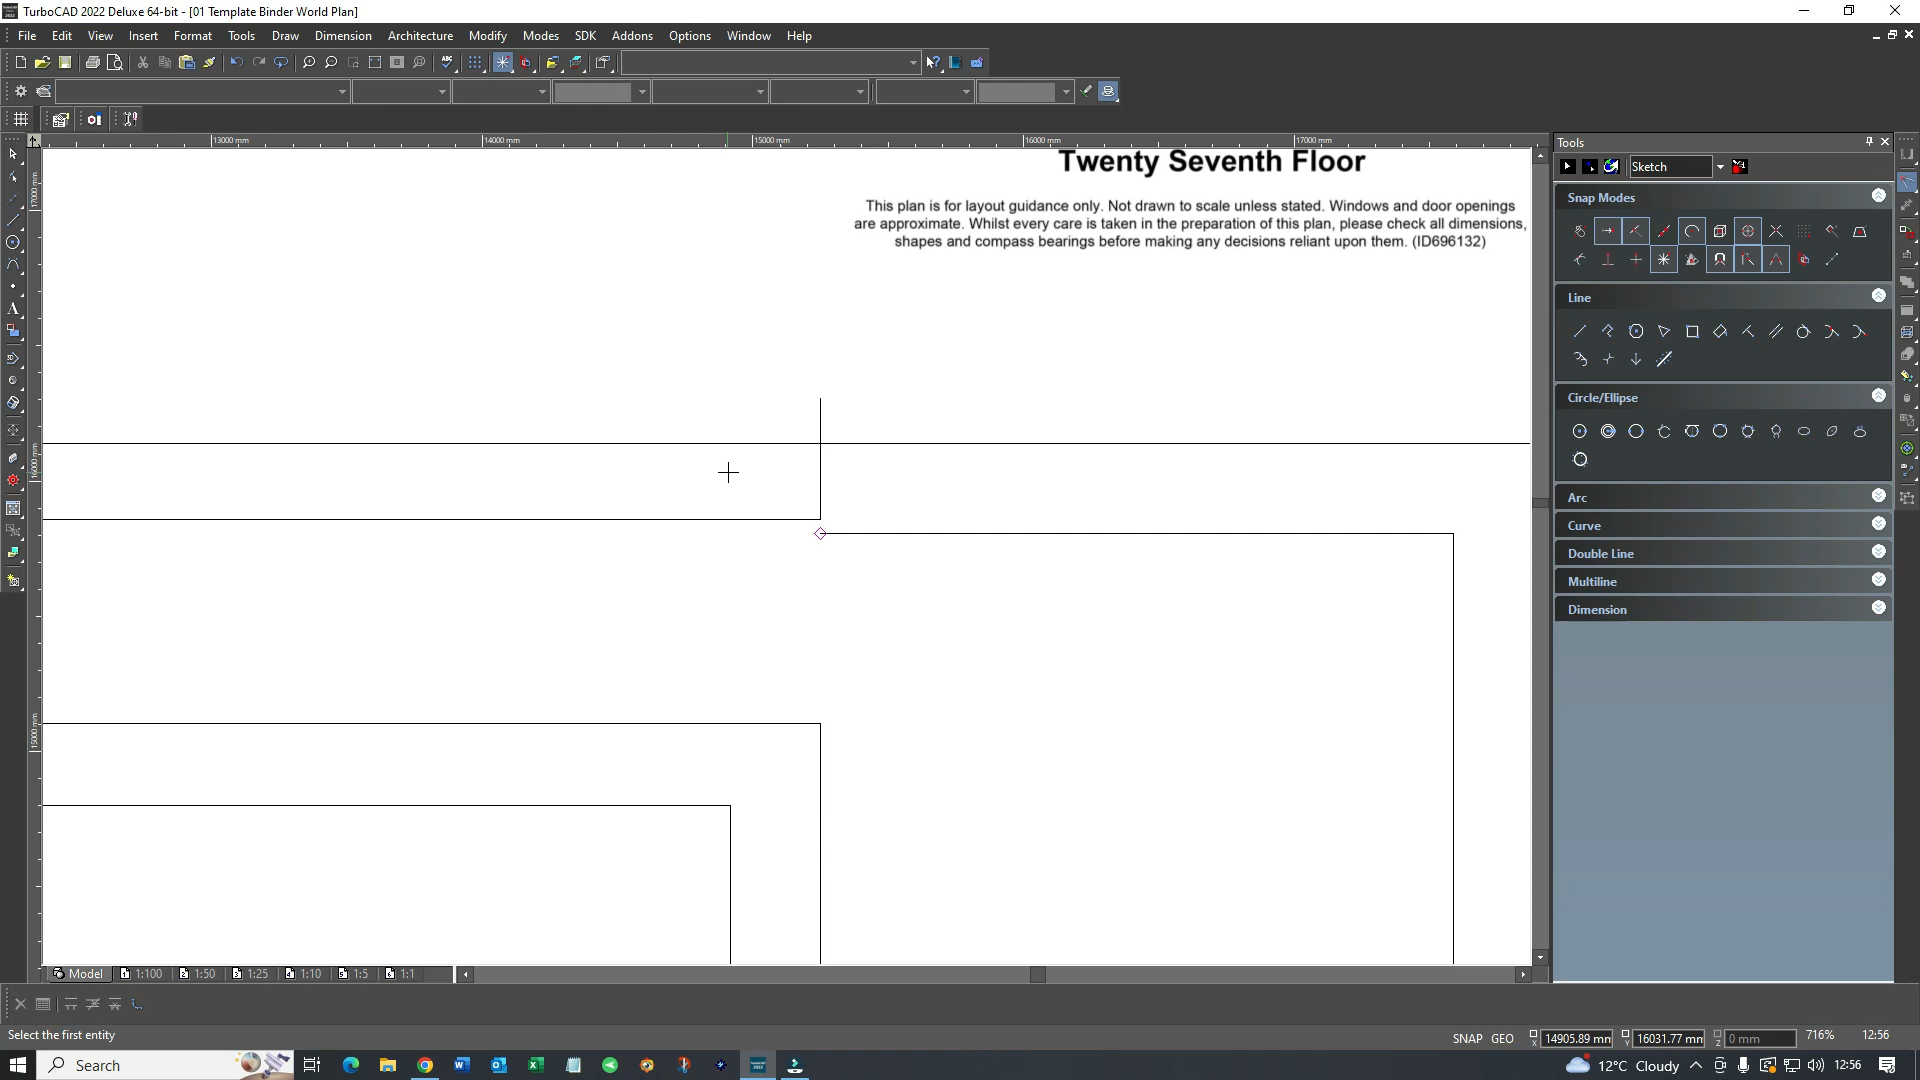 TurboCAD 2022 Deluxe 64-bit - [01 Template Binder World Plan]
File Edit View Insert Format Tools Draw Dimension Architecture Modify Modes SDK Addons Options Window Help
13000 mm 14000 mm 15000 mm 16000 mm 17000 mm
17000 mm
16000 mm
15000 mm
Twenty Seventh Floor
This plan is for layout guidance only. Not drawn to scale unless stated. Windows and door openings
are approximate. Whilst every care is taken in the preparation of this plan, please check all dimensions,
shapes and compass bearings before making any decisions reliant upon them. (ID696132)
Tools
Sketch
Snap Modes
Line
Circle/Ellipse
Arc
Curve
Double Line
Multiline
Dimension
Model 1:100 1:50 1:25 1:10 1:5 1:1
Select the first entity
SNAP GEO 14905.89 mm 16031.77 mm 0 mm 716% 12:56
Search
12°C Cloudy 12:56